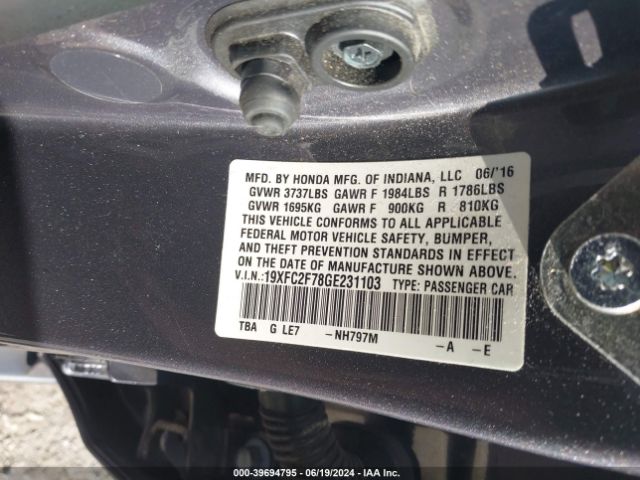 MFD. BY HONDA MFG. OF INDIANA, LLC 06/'16
GVWR 3737LBS GAWR F 1984LBS R 1786LBS
GVWR 1695KG GAWR F 900KG R 810KG
THIS VEHICLE CONFORMS TO ALL APPLICABLE
FEDERAL MOTOR VEHICLE SAFETY, BUMPER,
AND THEFT PREVENTION STANDARDS IN EFFECT
ON THE DATE OF MANUFACTURE SHOWN ABOVE.
V.I.N.:19XFC2F78GE231103 TYPE: PASSENGER CAR
TBA G LE7 -NH797M -A -E
000-39694795 - 06/19/2024 - IAA Inc.